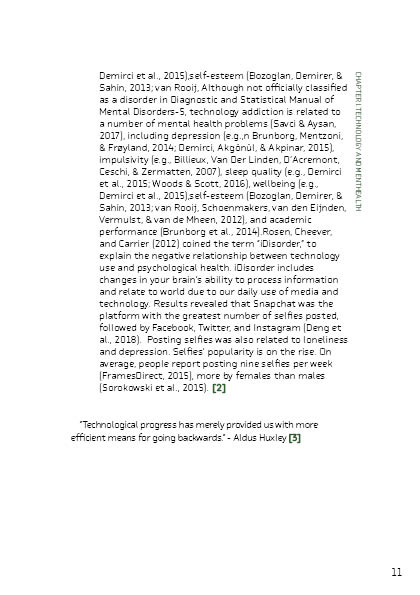 Demirci et al., 2015),self-esteem (Bozoglan, Demirer, &
Sahin, 2013; van Rooij, Although not officially classified
as a disorder in Diagnostic and Statistical Manual of
Mental Disorders-5, technology addiction is related to
a number of mental health problems (Savci & Aysan,
2017), including depression (e.g.,n Brunborg, Mentzoni,
& Frøyland, 2014; Demirci, Akgönül, & Akpinar, 2015),
impulsivity (e.g., Billieux, Van Der Linden, D'Acremont,
Ceschi, & Zermatten, 2007), sleep quality (e.g., Demirci
et al., 2015; Woods & Scott, 2016), wellbeing (e.g.,
Demirci et al., 2015),self-esteem (Bozoglan, Demirer, &
Sahin, 2013; van Rooij, Schoenmakers, van den Eijnden,
Vermulst, & van de Mheen, 2012), and academic
performance (Brunborg et al., 2014).Rosen, Cheever,
and Carrier (2012) coined the term "iDisorder," to
explain the negative relationship between technology
use and psychological health. iDisorder includes
changes in your brain's ability to process information
and relate to world due to our daily use of media and
technology. Results revealed that Snapchat was the
platform with the greatest number of selfies posted,
followed by Facebook, Twitter, and Instagram (Deng et
al., 2018). Posting selfies was also related to loneliness
and depression. Selfies' popularity is on the rise. On
average, people report posting nine selfies per week
(FramesDirect, 2015), more by females than males
(Sorokowski et al., 2015). [2]
"Technological progress has merely provided us with more
efficient means for going backwards." - Aldus Huxley [3]
CHAPTER I.TECHNOLOGY AND MENTHEALTH
11